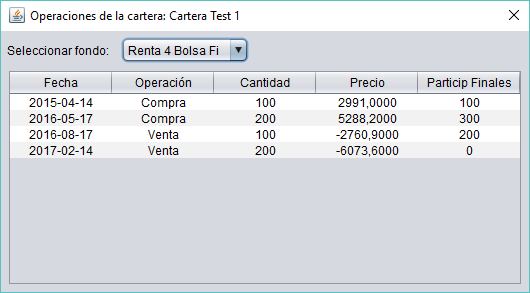 Operaciones de la cartera: Cartera Test 1
Seleccionar fondo: Renta 4 Bolsa Fi
Fecha Operación Cantidad Precio Particip Finales
2015-04-14 Compra 100 2991,0000 100
2016-05-17 Compra 200 5288,2000 300
2016-08-17 Venta 100 -2760,9000 200
2017-02-14 Venta 200 -6073,6000 0